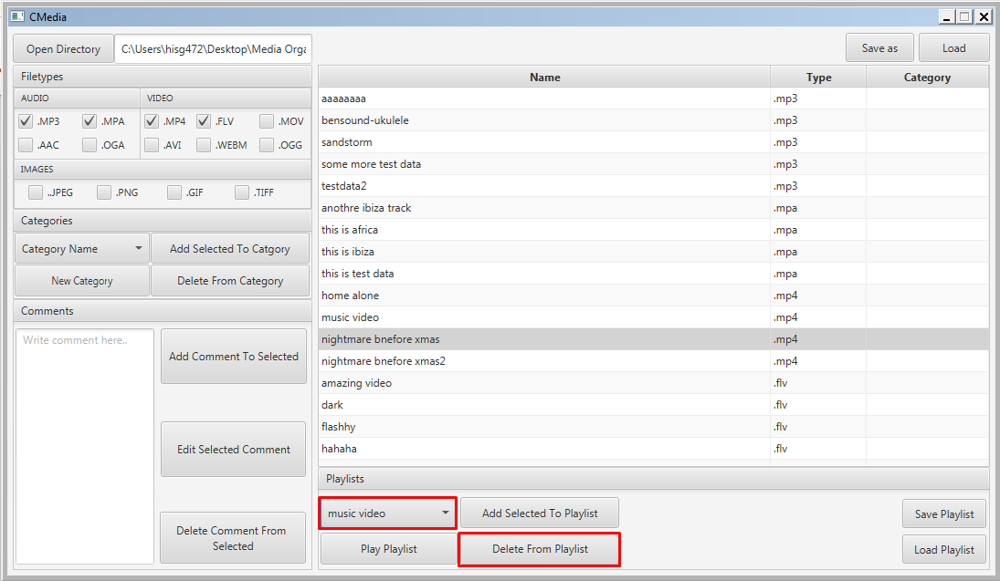 CMedia
Open Directory C:\Users\hisg472\Desktop\Media Orga Save as Load
Filetypes
AUDIO VIDEO
.MP3 .MPA .MP4 .FLV .MOV
.AAC .OGA .AVI .WEBM .OGG
IMAGES
..JPEG .PNG .GIF .TIFF
Categories
Category Name Add Selected To Catgory
New Category Delete From Category
Comments
Write comment here..
Add Comment To Selected
Edit Selected Comment
Delete Comment From
Selected
Name Type Category
aaaaaaaa .mp3
bensound-ukulele .mp3
sandstorm .mp3
some more test data .mp3
testdata2 .mp3
anothre ibiza track .mpa
this is africa .mpa
this is ibiza .mpa
this is test data .mpa
home alone .mp4
music video .mp4
nightmare bnefore xmas .mp4
nightmare bnefore xmas2 .mp4
amazing video .flv
dark .flv
flashhy .flv
hahaha .flv
Playlists
music video Add Selected To Playlist Save Playlist
Play Playlist Delete From Playlist Load Playlist